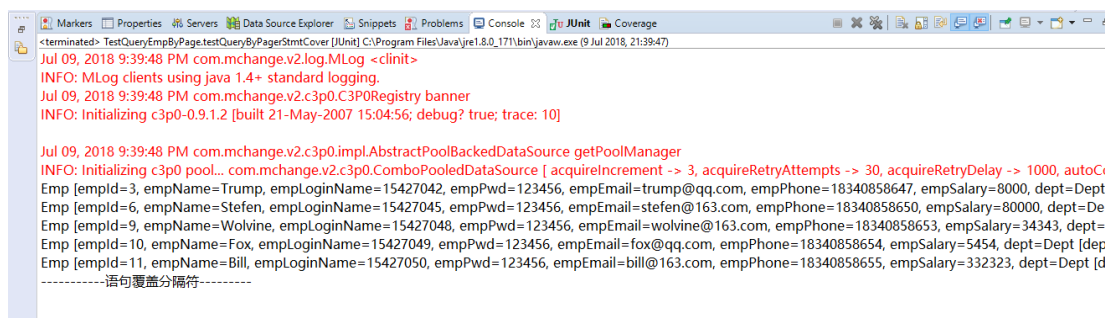 Markers Properties Servers Data Source Explorer Snippets Problems Console JUnit Coverage
<terminated> TestQueryEmpByPage.testQueryByPagerStmtCover [JUnit] C:\Program Files\Java\jre1.8.0_171\bin\javaw.exe (9 Jul 2018, 21:39:47)
Jul 09, 2018 9:39:48 PM com.mchange.v2.log.MLog <clinit>
INFO: MLog clients using java 1.4+ standard logging.
Jul 09, 2018 9:39:48 PM com.mchange.v2.c3p0.C3P0Registry banner
INFO: Initializing c3p0-0.9.1.2 [built 21-May-2007 15:04:56; debug? true; trace: 10]
Jul 09, 2018 9:39:48 PM com.mchange.v2.c3p0.impl.AbstractPoolBackedDataSource getPoolManager
INFO: Initializing c3p0 pool... com.mchange.v2.c3p0.ComboPooledDataSource [ acquireIncrement -> 3, acquireRetryAttempts -> 30, acquireRetryDelay -> 1000, autoCo
Emp [empId=3, empName=Trump, empLoginName=15427042, empPwd=123456, empEmail=trump@qq.com, empPhone=18340858647, empSalary=8000, dept=Dept
Emp [empId=6, empName=Stefen, empLoginName=15427045, empPwd=123456, empEmail=stefen@163.com, empPhone=18340858650, empSalary=80000, dept=De
Emp [empId=9, empName=Wolvine, empLoginName=15427048, empPwd=123456, empEmail=wolvine@163.com, empPhone=18340858653, empSalary=34343, dept=
Emp [empId=10, empName=Fox, empLoginName=15427049, empPwd=123456, empEmail=fox@qq.com, empPhone=18340858654, empSalary=5454, dept=Dept [dep
Emp [empId=11, empName=Bill, empLoginName=15427050, empPwd=123456, empEmail=bill@163.com, empPhone=18340858655, empSalary=332323, dept=Dept [d
-----------语句覆盖分隔符---------